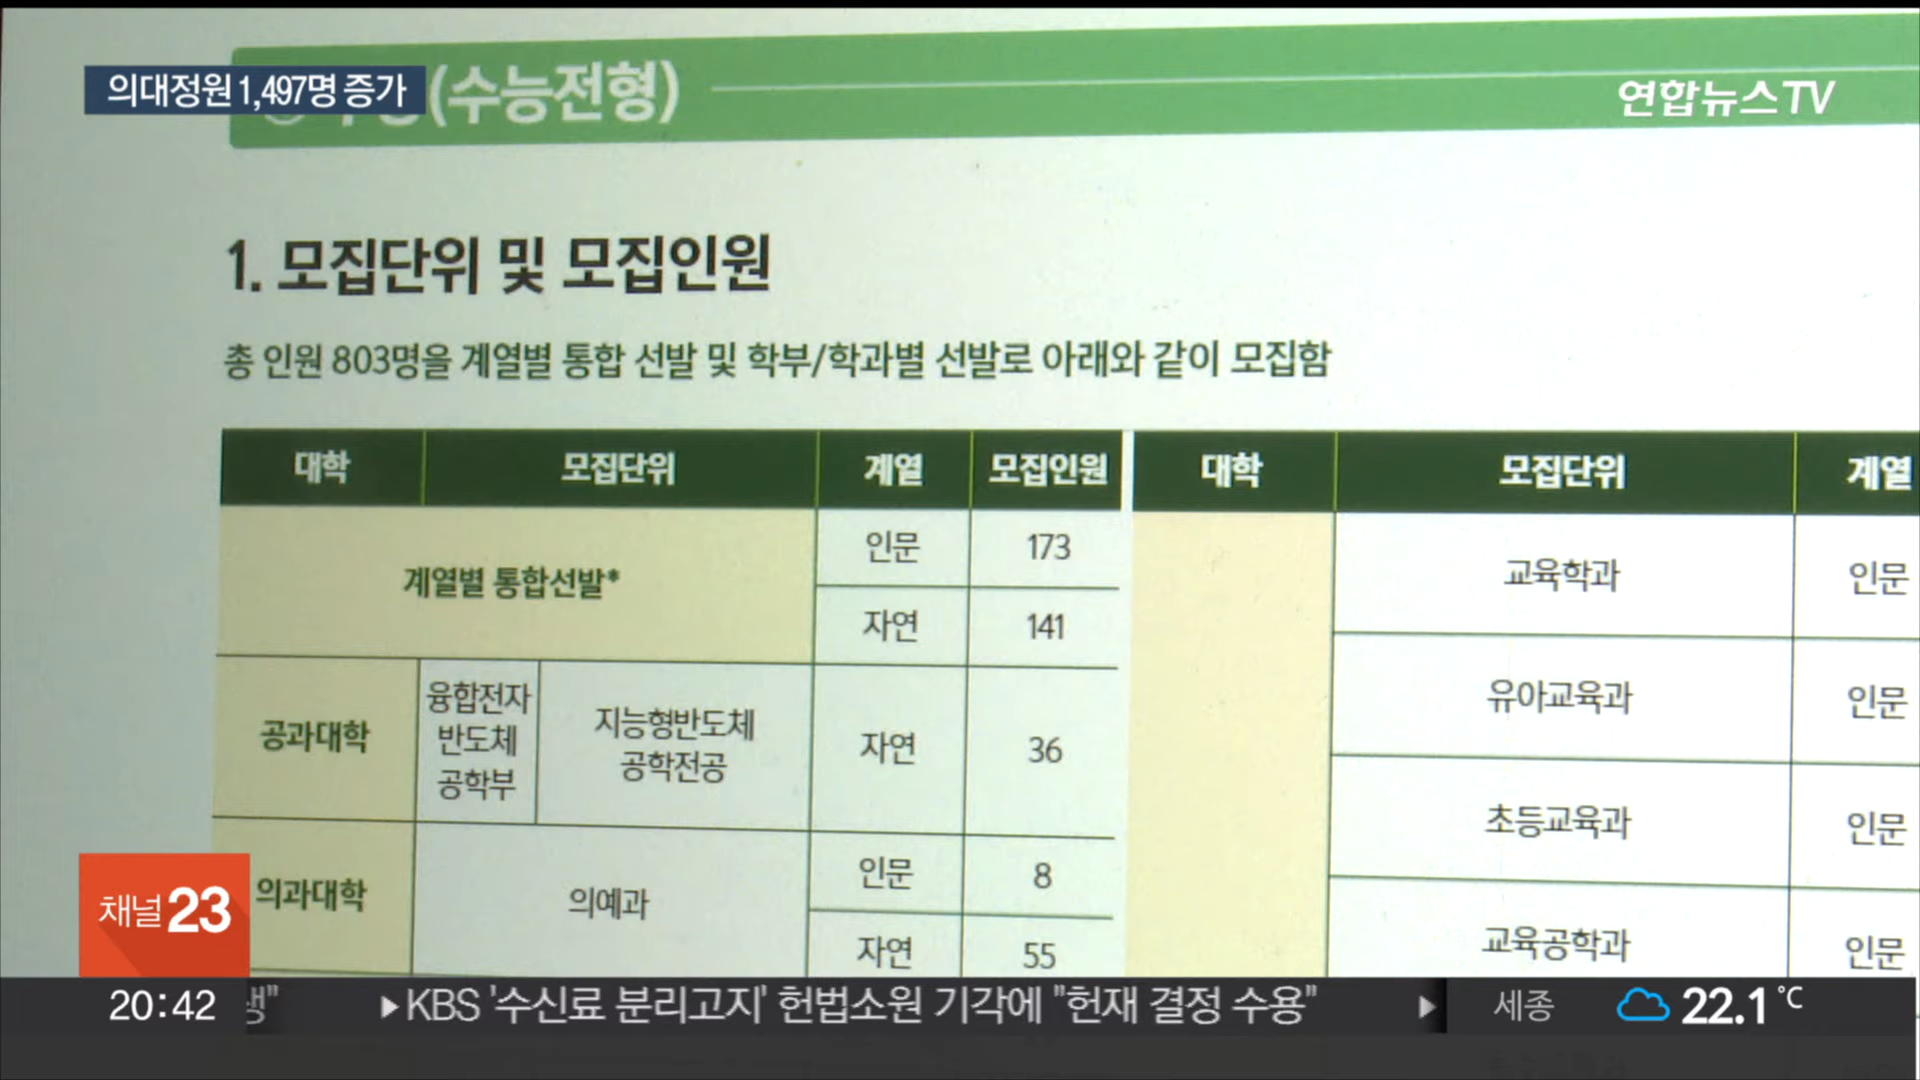 의대정원 1,497명 증가
(수능전형)
연합뉴스TV
1. 모집단위 및 모집인원
총 인원 803명을 계열별 통합 선발 및 학부/학과별 선발로 아래와 같이 모집함
대학 모집단위 계열 모집인원 대학 모집단위 계열
계열별 통합선발* 인문 173
자연 141
공과대학 융합전자 반도체 공학부 지능형반도체 공학전공 자연 36
의과대학 의예과 인문 8
자연 55
교육학과 인문
유아교육과 인문
초등교육과 인문
교육공학과 인문
채널 23
20:42 ▶KBS '수신료 분리고지' 헌법소원 기각에 "헌재 결정 수용" ▶ 세종 22.1℃